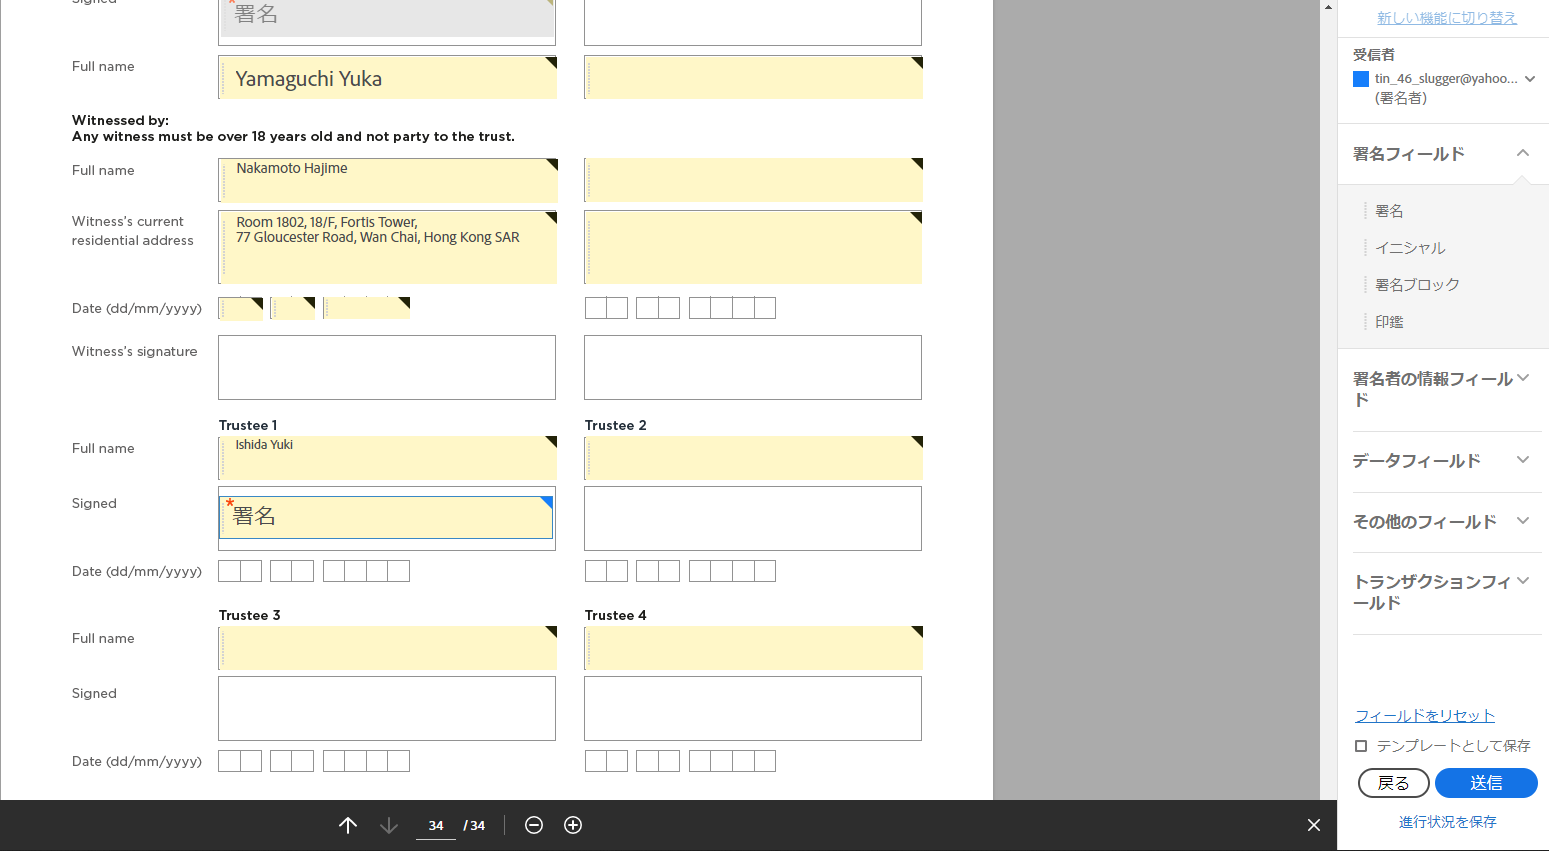 Signed
*署名
Full name
Yamaguchi Yuka
Witnessed by:
Any witness must be over 18 years old and not party to the trust.
Full name
Nakamoto Hajime
Witness's current
residential address
Room 1802, 18/F, Fortis Tower,
77 Gloucester Road, Wan Chai, Hong Kong SAR
Date (dd/mm/yyyy)
Witness's signature
Trustee 1
Trustee 2
Full name
Ishida Yuki
Signed
*署名
Date (dd/mm/yyyy)
Trustee 3
Trustee 4
Full name
Signed
Date (dd/mm/yyyy)
34 / 34
新しい機能に切り替え
受信者
tin_46_slugger@yahoo...
(署名者)
署名フィールド
署名
イニシャル
署名ブロック
印鑑
署名者の情報フィール
ド
データフィールド
その他のフィールド
トランザクションフィ
ールド
フィールドをリセット
テンプレートとして保存
戻る
送信
進行状況を保存